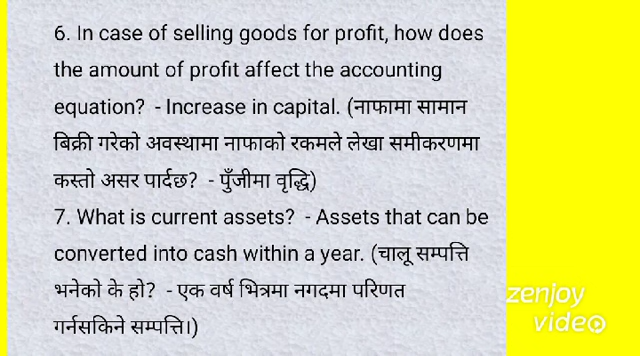 6. In case of selling goods for profit, how does
the amount of profit affect the accounting
equation? - Increase in capital. (नाफामा सामान
बिक्री गरेको अवस्थामा नाफाको रकमले लेखा समीकरणमा
कस्तो असर पार्दछ? - पुँजीमा वृद्धि)
7. What is current assets? - Assets that can be
converted into cash within a year. (चालू सम्पत्ति
भनेको के हो? - एक वर्ष भित्रमा नगदमा परिणत
गर्नसकिने सम्पत्ति।)
zenjoy
video